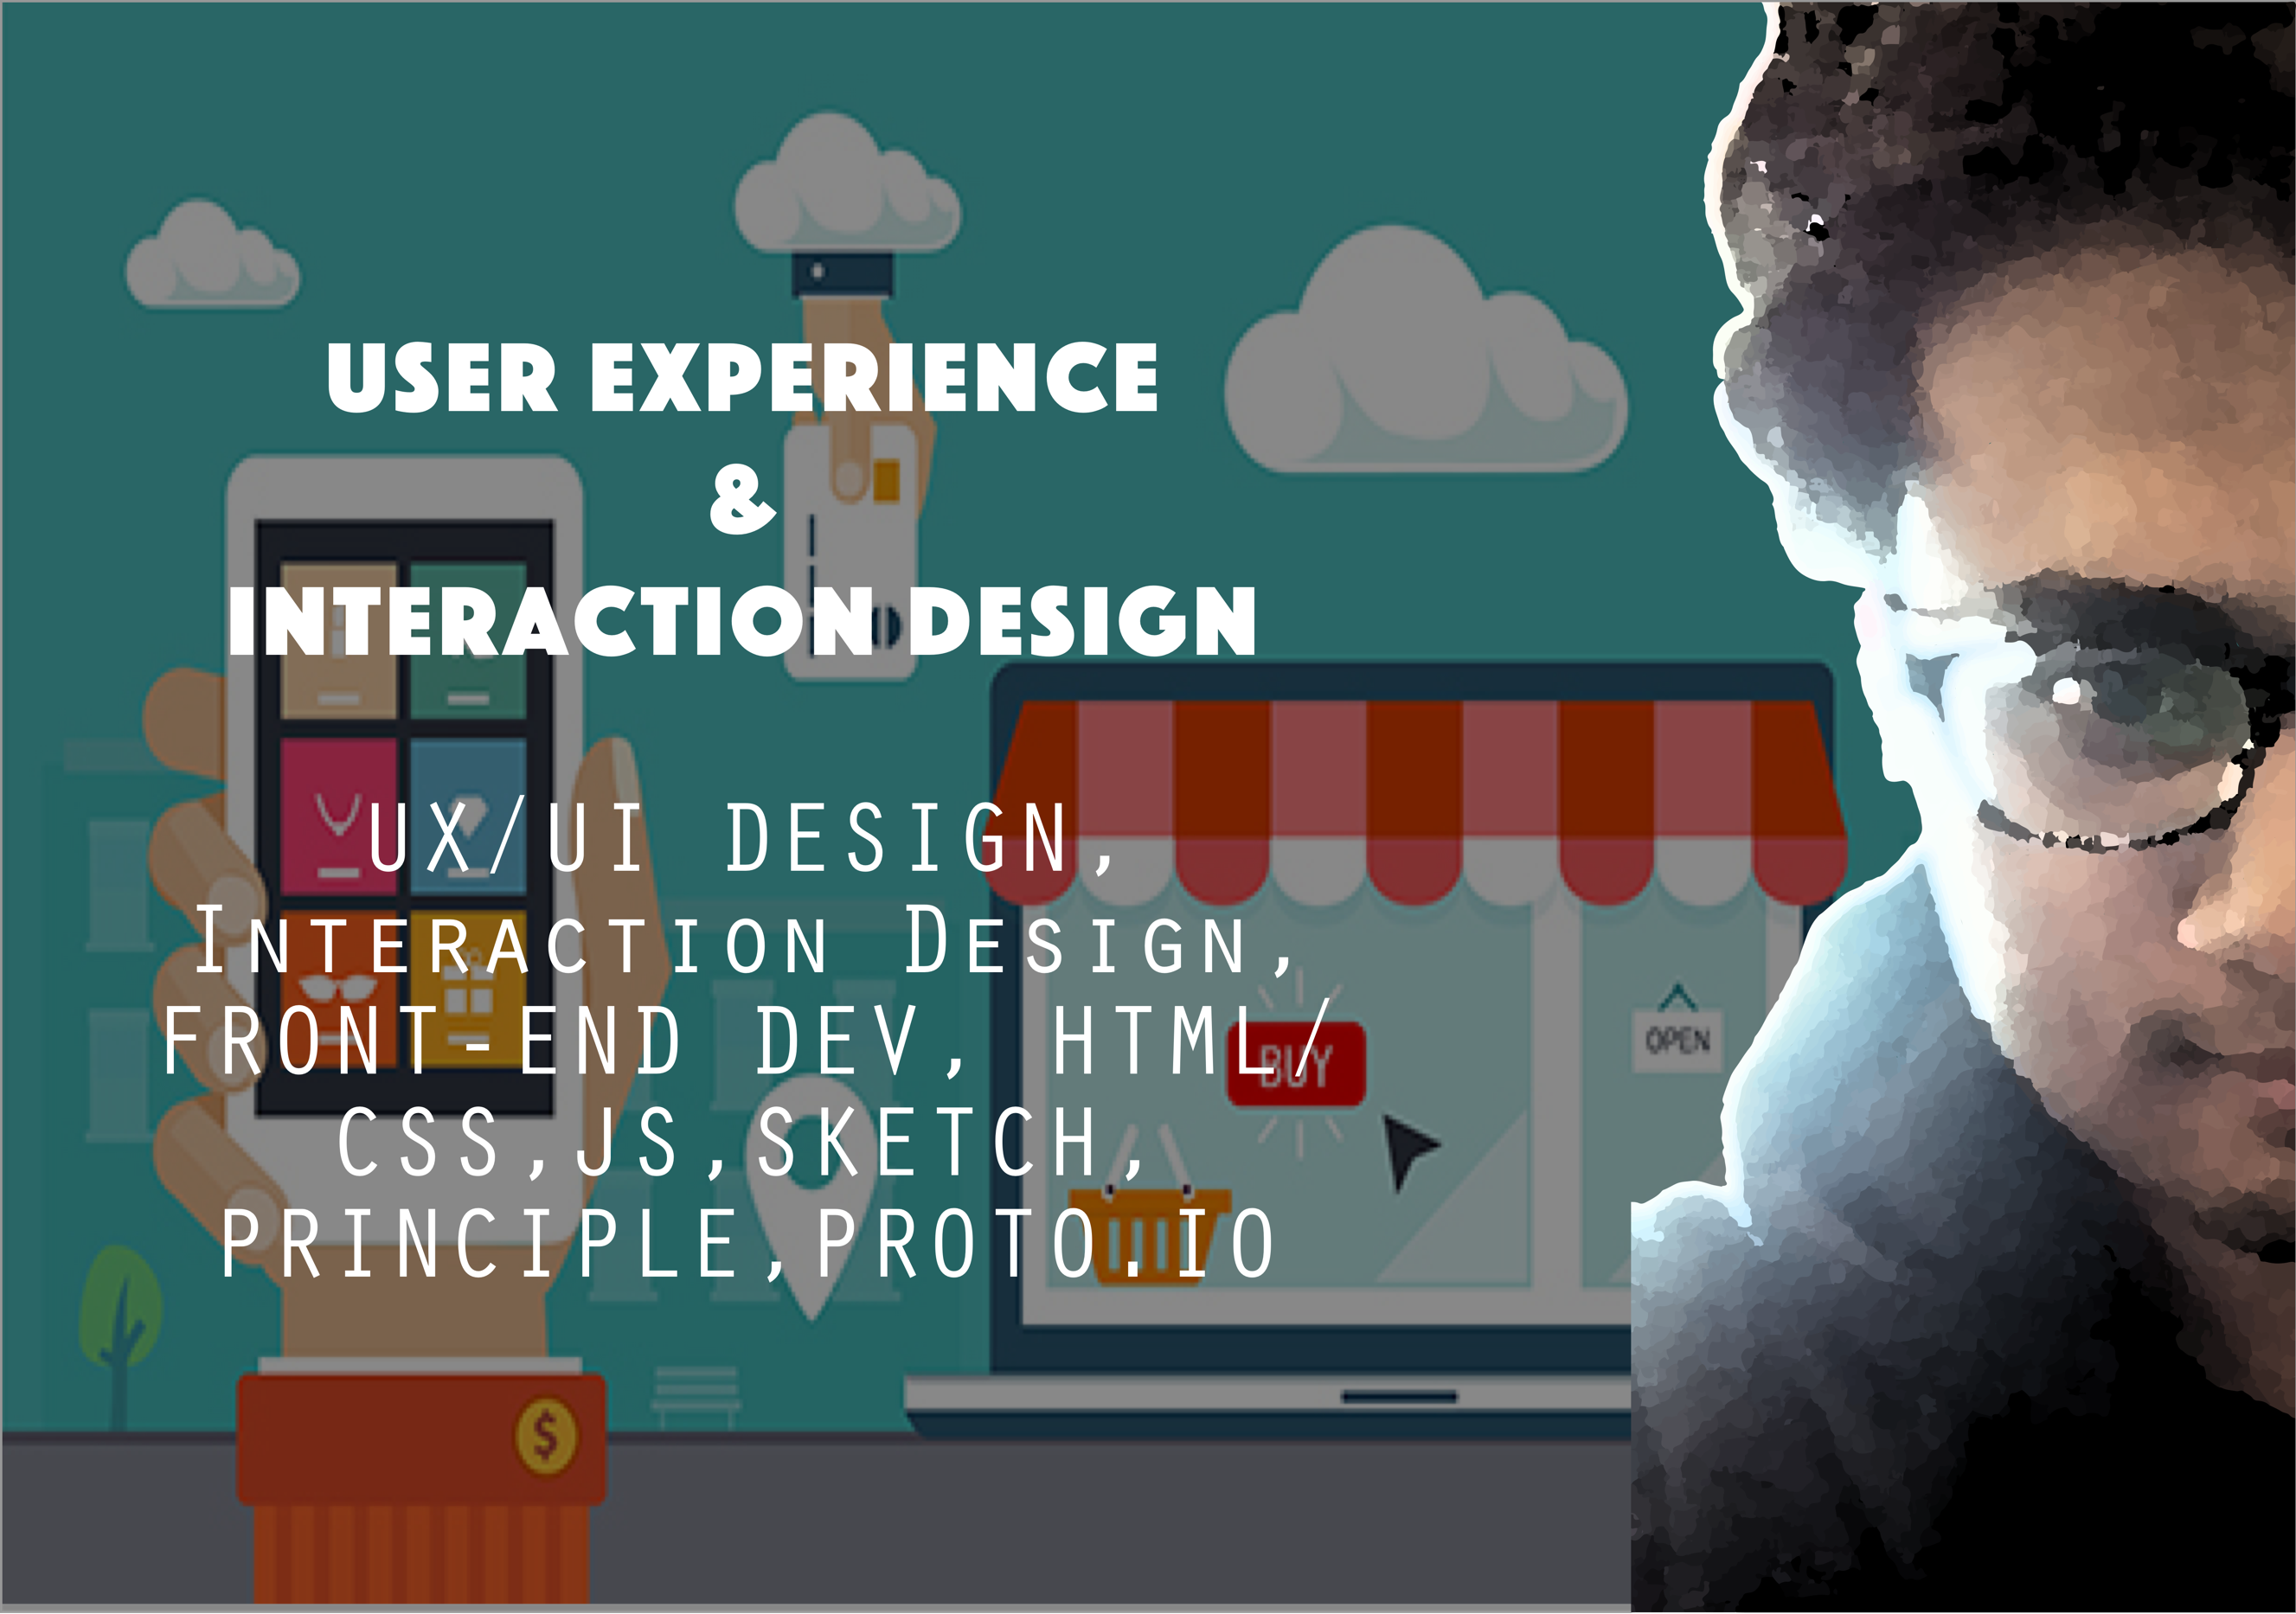 USER EXPERIENCE
&
INTERACTION DESIGN
UX/UI DESIGN,
INTERACTION DESIGN,
FRONT-END DEV, HTML/
CSS,JS,SKETCH,
PRINCIPLE,PROTO.IO
BUY
OPEN
$